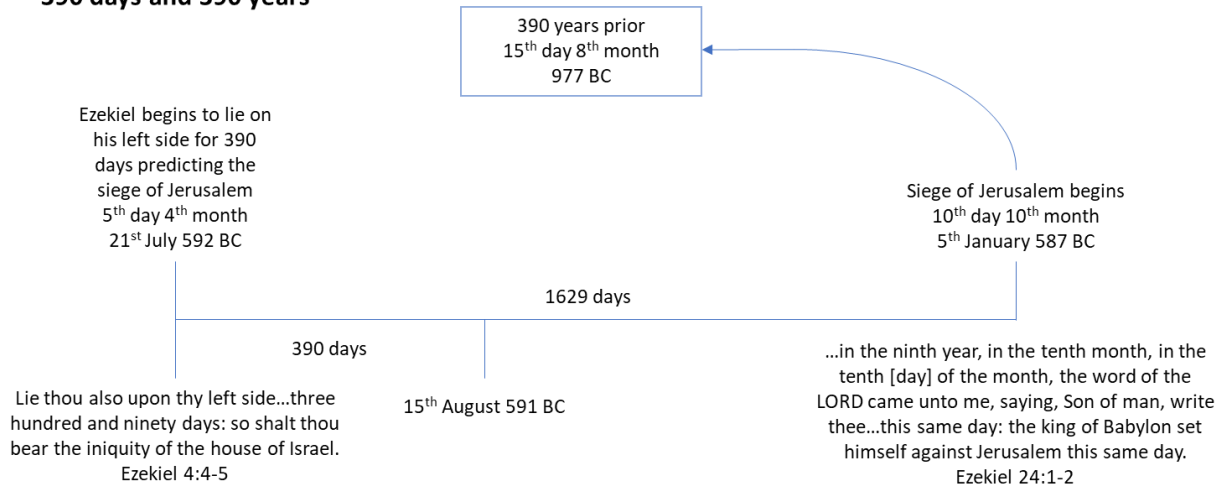 390 days and 390 years
390 years prior
15th day 8th month
977 BC
Ezekiel begins to lie on
his left side for 390
days predicting the
siege of Jerusalem
5th day 4th month
21st July 592 BC
Siege of Jerusalem begins
10th day 10th month
5th January 587 BC
1629 days
390 days
15th August 591 BC
Lie thou also upon thy left side...three
hundred and ninety days: so shalt thou
bear the iniquity of the house of Israel.
Ezekiel 4:4-5
...in the ninth year, in the tenth month, in the
tenth [day] of the month, the word of the
LORD came unto me, saying, Son of man, write
thee...this same day: the king of Babylon set
himself against Jerusalem this same day.
Ezekiel 24:1-2